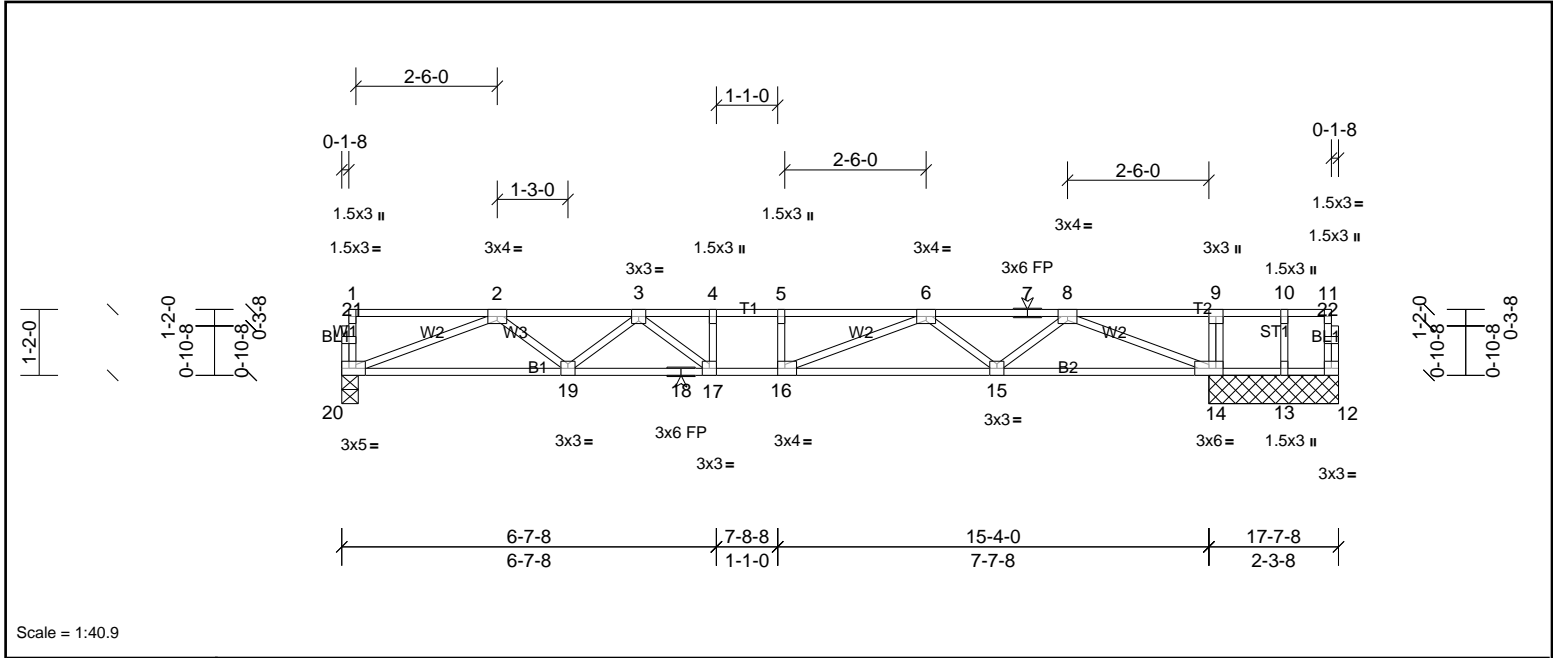 2-6-0
1-1-0
0-1-8
0-1-8
2-6-0
2-6-0
1-3-0
1.5x3 =
1.5x3 II
1.5x3 II
3x4 =
1.5x3 II
1.5x3 =
3x4 =
1.5x3 II
3x4 =
3x3 II
3x3 =
3x6 FP
1.5x3 II
1 2 3 4 5 6 7 8 9 10 11
21 T1 T2 22
1-2-0
1-2-0
0-10-8
0-10-8
0-3-8
W1
BL1
W2
W3
W2
W2
ST1
BL1
1-2-0
0-10-8
0-10-8
0-3-8
B1
B2
19 18 17 16 15
20 14 13 12
3x5 =
3x3 =
3x6 FP
3x3 =
3x4 =
3x3 =
3x6 =
1.5x3 II
3x3 =
6-7-8 7-8-8 15-4-0 17-7-8
6-7-8 1-1-0 7-7-8 2-3-8
Scale = 1:40.9